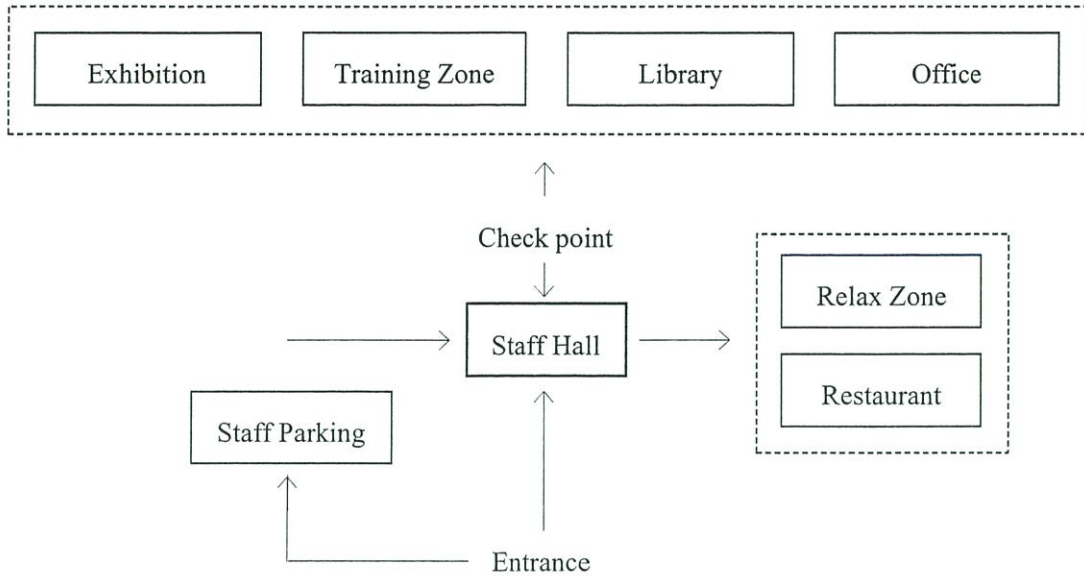 Exhibition
Training Zone
Library
Office
Check point
Relax Zone
Staff Hall
Restaurant
Staff Parking
Entrance